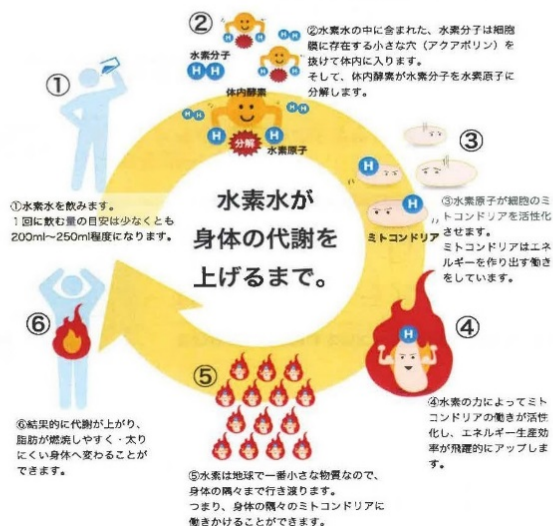 水素水が
身体の代謝を
上げるまで。
①
①水素水を飲みます。
1回に飲む量の目安は少なくとも
200ml〜250ml程度になります。
②
水素分子
H H
H H
H H
体内酵素
H H
H H
H
H
分解
水素原子
②水素水の中に含まれた、水素分子は細胞
膜に存在する小さな穴（アクアポリン）を
抜けて体内に入ります。
そして、体内酵素が水素分子を水素原子に
分解します。
③
H
H
ミトコンドリア
③水素原子が細胞のミ
トコンドリアを活性化
させます。
ミトコンドリアはエネ
ルギーを作り出す働き
をしています。
④
H
④水素の力によってミト
コンドリアの働きが活性
化し、エネルギー生産効
率が飛躍的にアップしま
す。
⑤
⑤水素は地球で一番小さな物質なので、
身体の隅々まで行き渡ります。
つまり、身体の隅々のミトコンドリアに
働きかけることができます。
⑥
⑥結果的に代謝が上がり、
脂肪が燃焼しやすく・太り
にくい身体へ変わることが
できます。